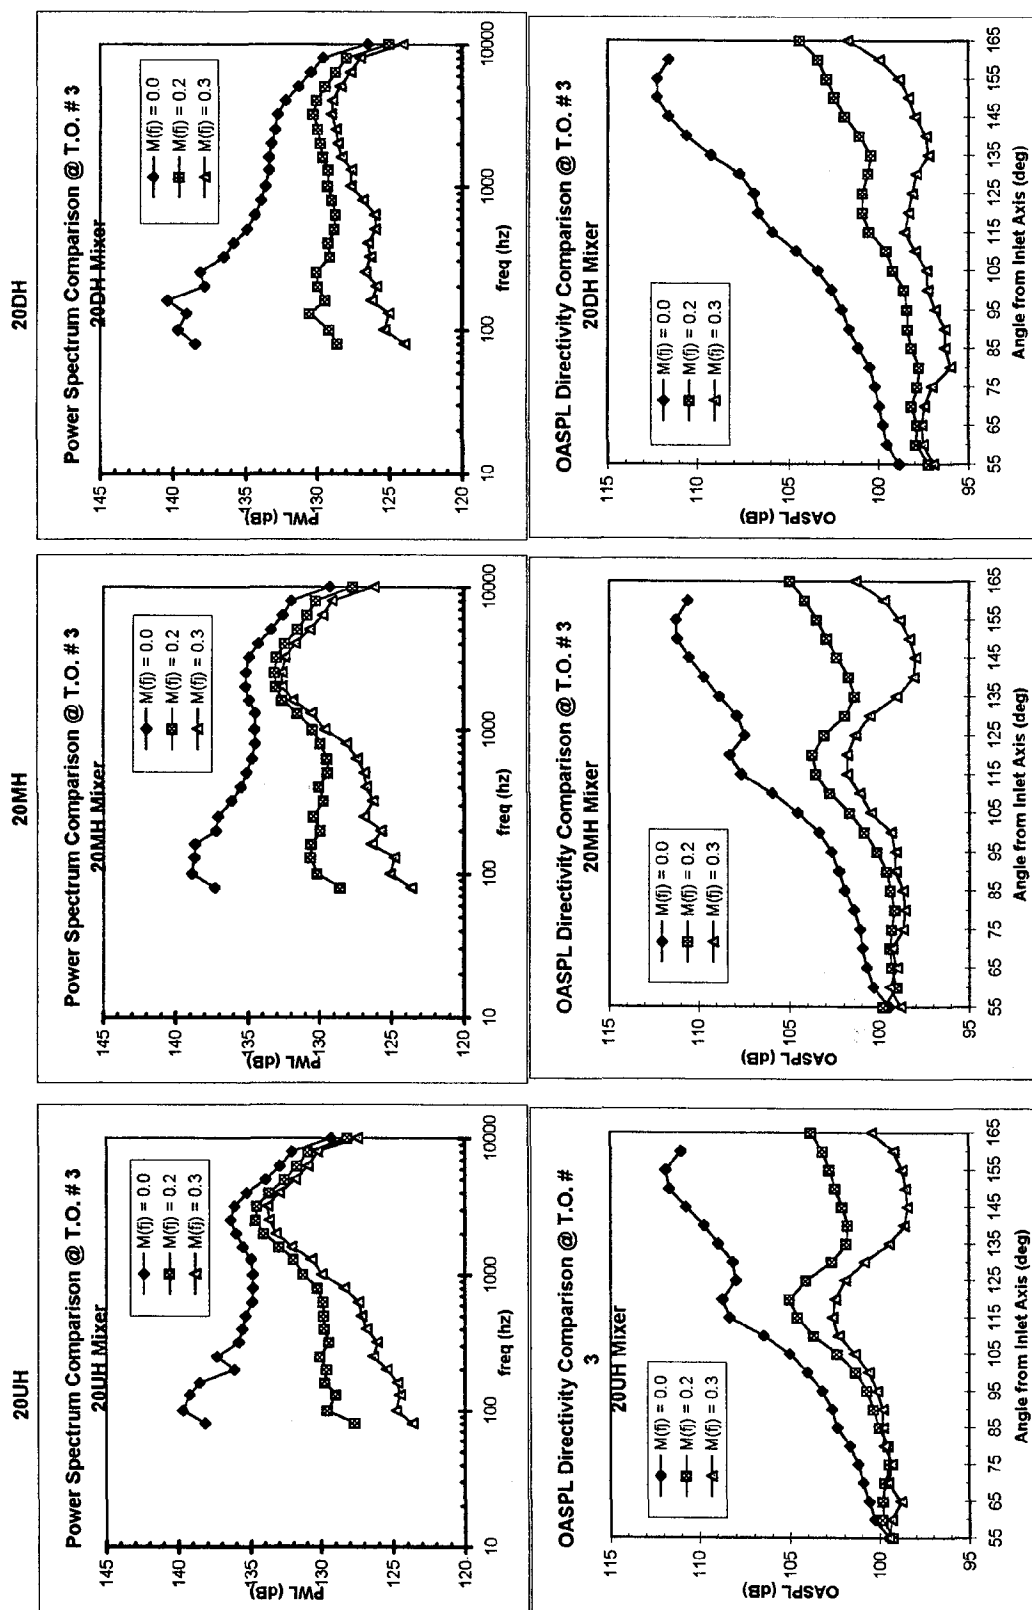 20UH
Power Spectrum Comparison @ T.O. # 3
20UH Mixer
M(fj) = 0.0
M(fj) = 0.2
M(fj) = 0.3
PWL (dB)
145
140
135
130
125
120
10
100
1000
10000
freq (hz)
20MH
Power Spectrum Comparison @ T.O. # 3
20MH Mixer
M(fj) = 0.0
M(fj) = 0.2
M(fj) = 0.3
PWL (dB)
145
140
135
130
125
120
10
100
1000
10000
freq (hz)
20DH
Power Spectrum Comparison @ T.O. # 3
20DH Mixer
M(fj) = 0.0
M(fj) = 0.2
M(fj) = 0.3
PWL (dB)
145
140
135
130
125
120
10
100
1000
10000
freq (hz)
OASPL Directivity Comparison @ T.O. #
3
20UH Mixer
M(fj) = 0.0
M(fj) = 0.2
M(fj) = 0.3
OASPL (dB)
115
110
105
100
95
55 65 75 85 95 105 115 125 135 145 155 165
Angle from Inlet Axis (deg)
OASPL Directivity Comparison @ T.O. # 3
20MH Mixer
M(fj) = 0.0
M(fj) = 0.2
M(fj) = 0.3
OASPL (dB)
115
110
105
100
95
55 65 75 85 95 105 115 125 135 145 155 165
Angle from Inlet Axis (deg)
OASPL Directivity Comparison @ T.O. # 3
20DH Mixer
M(fj) = 0.0
M(fj) = 0.2
M(fj) = 0.3
OASPL (dB)
115
110
105
100
95
55 65 75 85 95 105 115 125 135 145 155 165
Angle from Inlet Axis (deg)